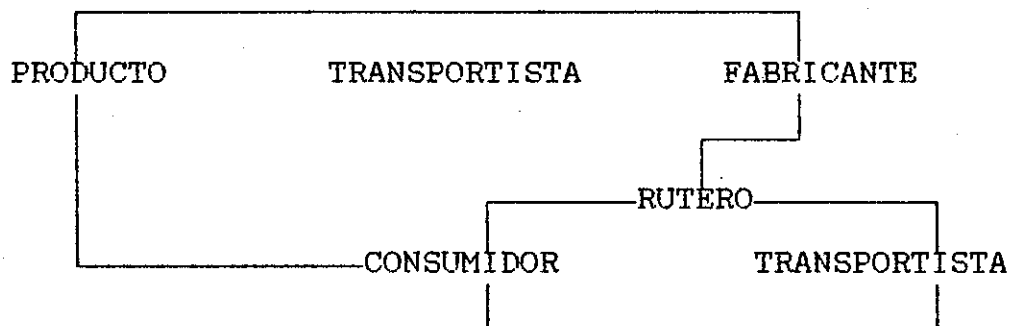 PRODUCTO TRANSPORTISTA FABRICANTE
RUTERO
CONSUMIDOR TRANSPORTISTA